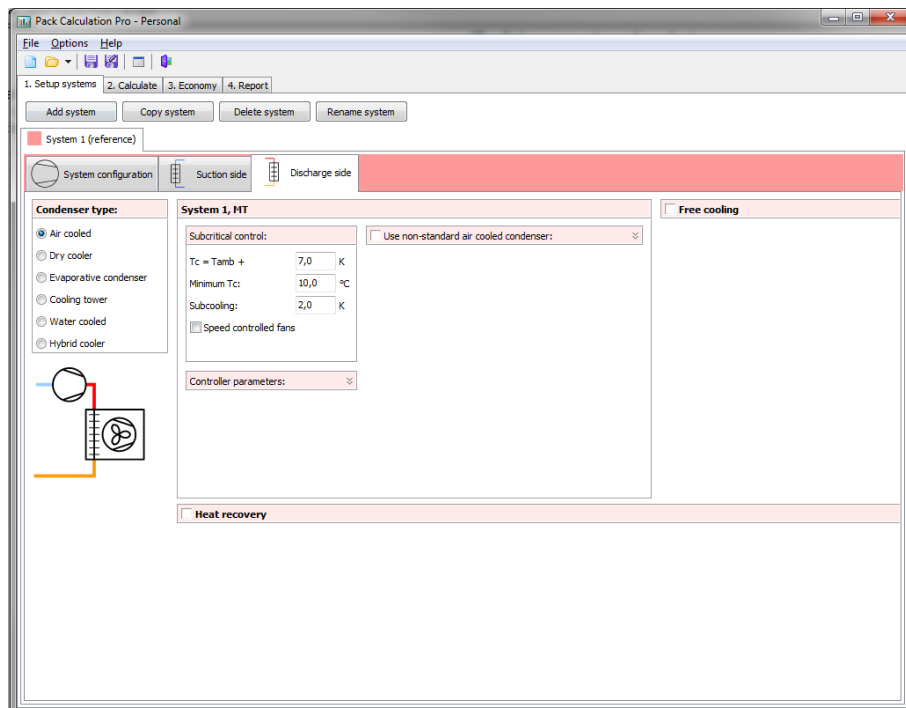 Pack Calculation Pro - Personal
File Options Help
1. Setup systems 2. Calculate 3. Economy 4. Report
Add system Copy system Delete system Rename system
System 1 (reference)
System configuration Suction side Discharge side
Condenser type:
Air cooled
Dry cooler
Evaporative condenser
Cooling tower
Water cooled
Hybrid cooler
System 1, MT
Subcritical control:
Tc = Tamb + 7,0 K
Minimum Tc: 10,0 °C
Subcooling: 2,0 K
Speed controlled fans
Controller parameters:
Use non-standard air cooled condenser:
Free cooling
Heat recovery